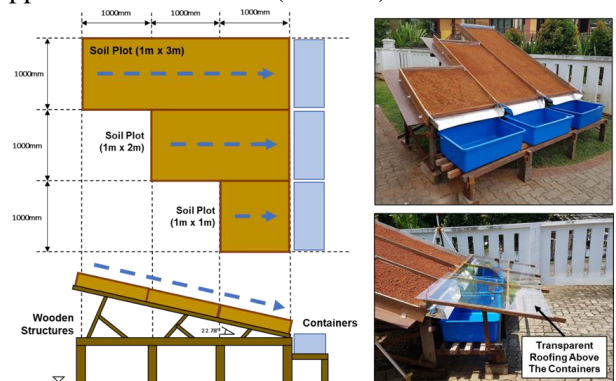 1000mm
1000mm
1000mm
Soil Plot (1m x 3m)
1000mm
Soil Plot
(1m x 2m)
1000mm
Soil Plot
(1m x 1m)
1000mm
Wooden
Structures
22.78°
Containers
Transparent
Roofing Above
The Containers